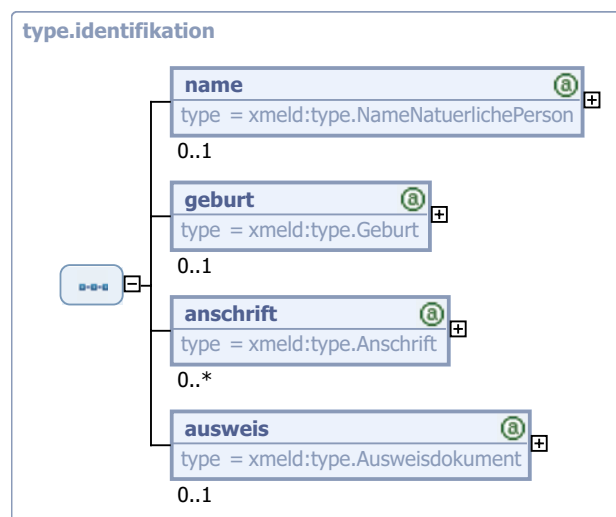 type.identifikation
name
type = xmeld:type.NameNatuerlichePerson
0..1
geburt
type = xmeld:type.Geburt
0..1
anschrift
type = xmeld:type.Anschrift
0..*
ausweis
type = xmeld:type.Ausweisdokument
0..1